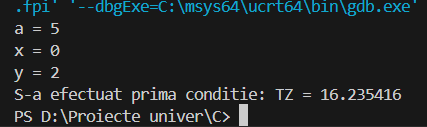 .fpi' '--dbgExe=C:\msys64\ucrt64\bin\gdb.exe'
a = 5
x = 0
y = 2
S-a efectuat prima conditie: TZ = 16.235416
PS D:\Proiecte univer\C>